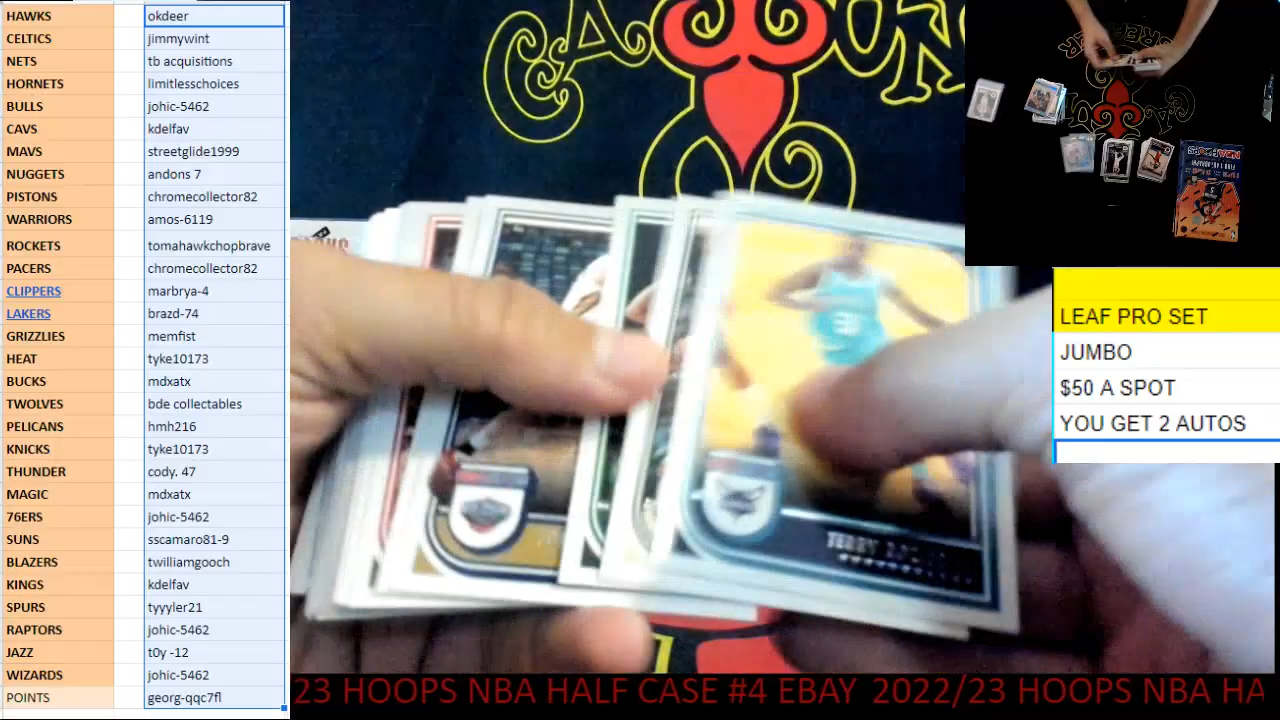 HAWKS okdeer
CELTICS jimmywint
NETS tb acquisitions
HORNETS limitlesschoices
BULLS johic-5462
CAVS kdelfav
MAVS streetglide1999
NUGGETS andons 7
PISTONS chromecollector82
WARRIORS amos-6119
ROCKETS tomahawkchopbrave
PACERS chromecollector82
CLIPPERS marbrya-4
LAKERS brazd-74
GRIZZLIES memfist
HEAT tyke10173
BUCKS mdxatx
TWOLVES bde collectables
PELICANS hmh216
KNICKS tyke10173
THUNDER cody. 47
MAGIC mdxatx
76ERS johic-5462
SUNS sscamaro81-9
BLAZERS twilliamgooch
KINGS kdelfav
SPURS tyyyler21
RAPTORS johic-5462
JAZZ t0y -12
WIZARDS johic-5462
POINTS georg-qqc7fl
TERRY
LEAF PRO SET
JUMBO
$50 A SPOT
YOU GET 2 AUTOS
23 HOOPS NBA HALF CASE #4 EBAY 2022/23 HOOPS NBA HA